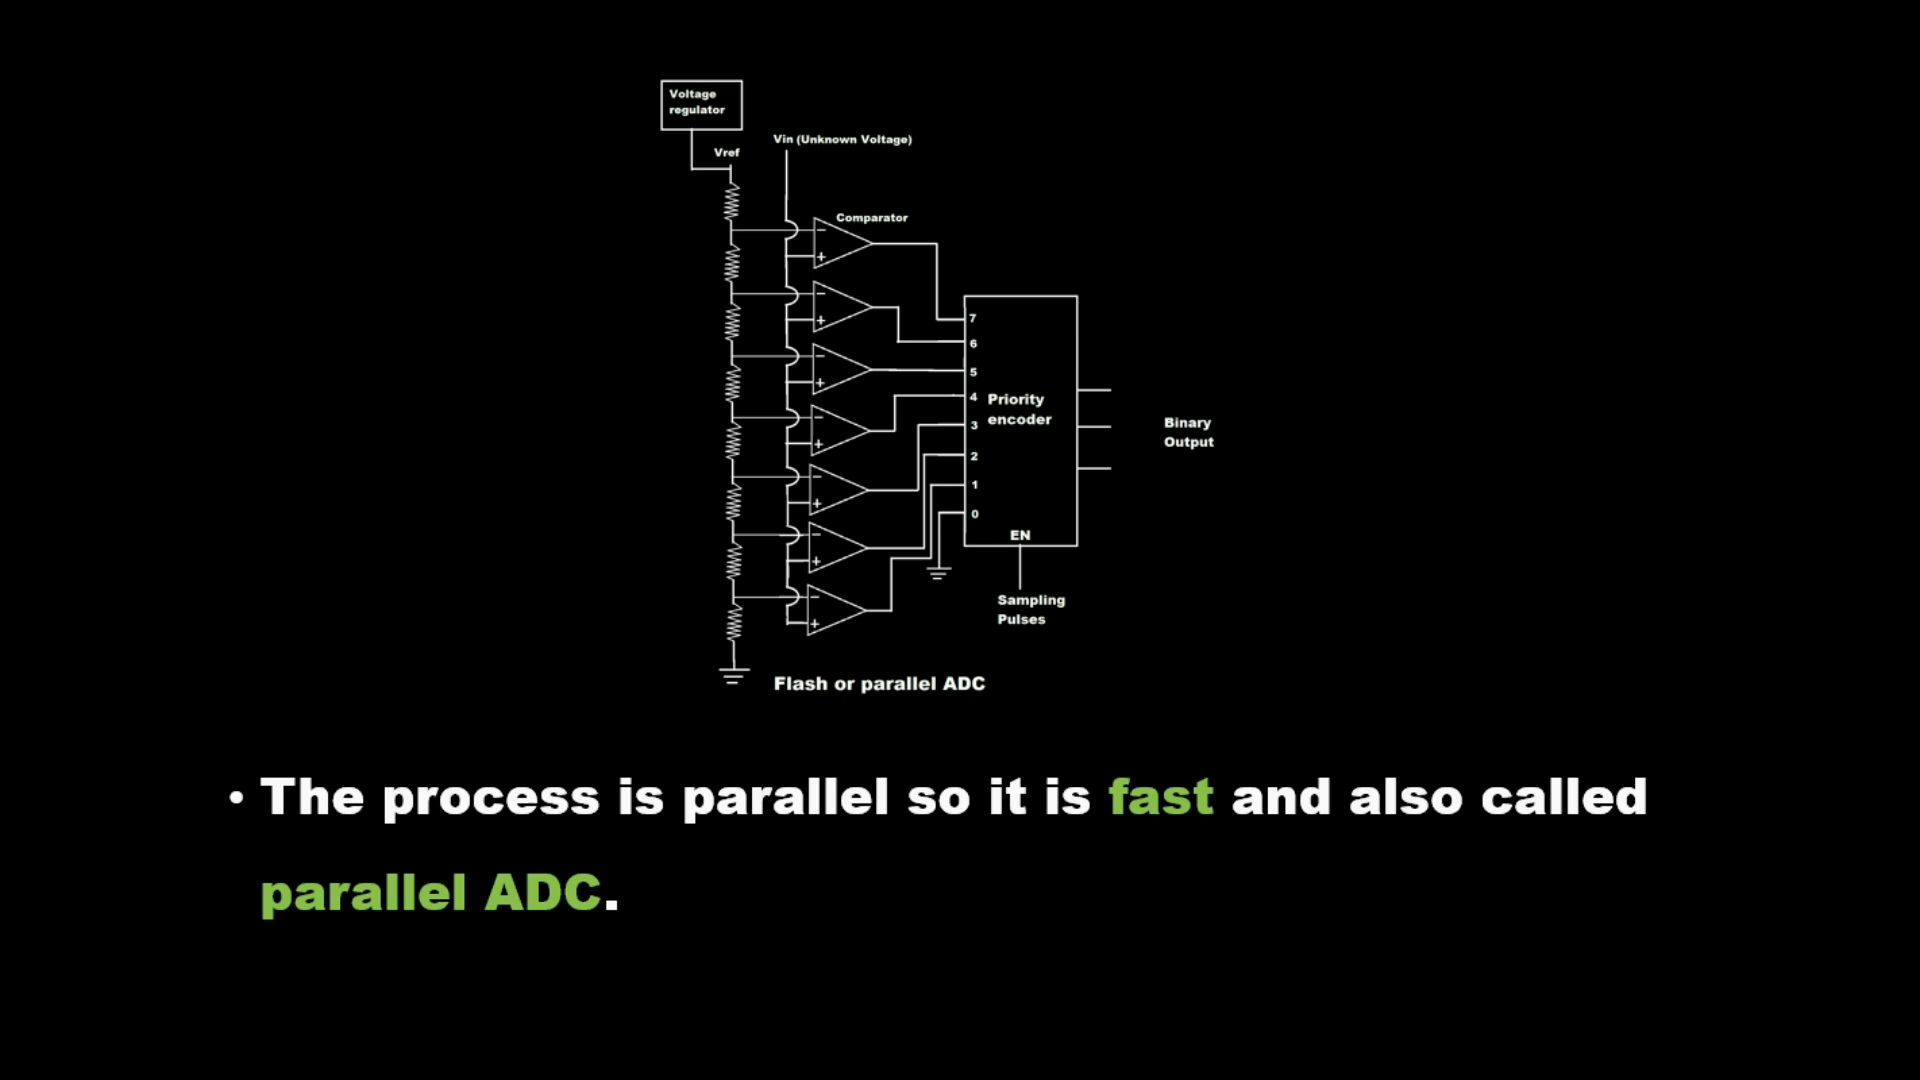 Voltage
regulator
Vref
Vin (Unknown Voltage)
Comparator
−
+
−
+
−
+
−
+
−
+
−
+
−
+
7
6
5
4
3
2
1
0
Priority
encoder
EN
Sampling
Pulses
Binary
Output
Flash or parallel ADC
• The process is parallel so it is fast and also called
parallel ADC.